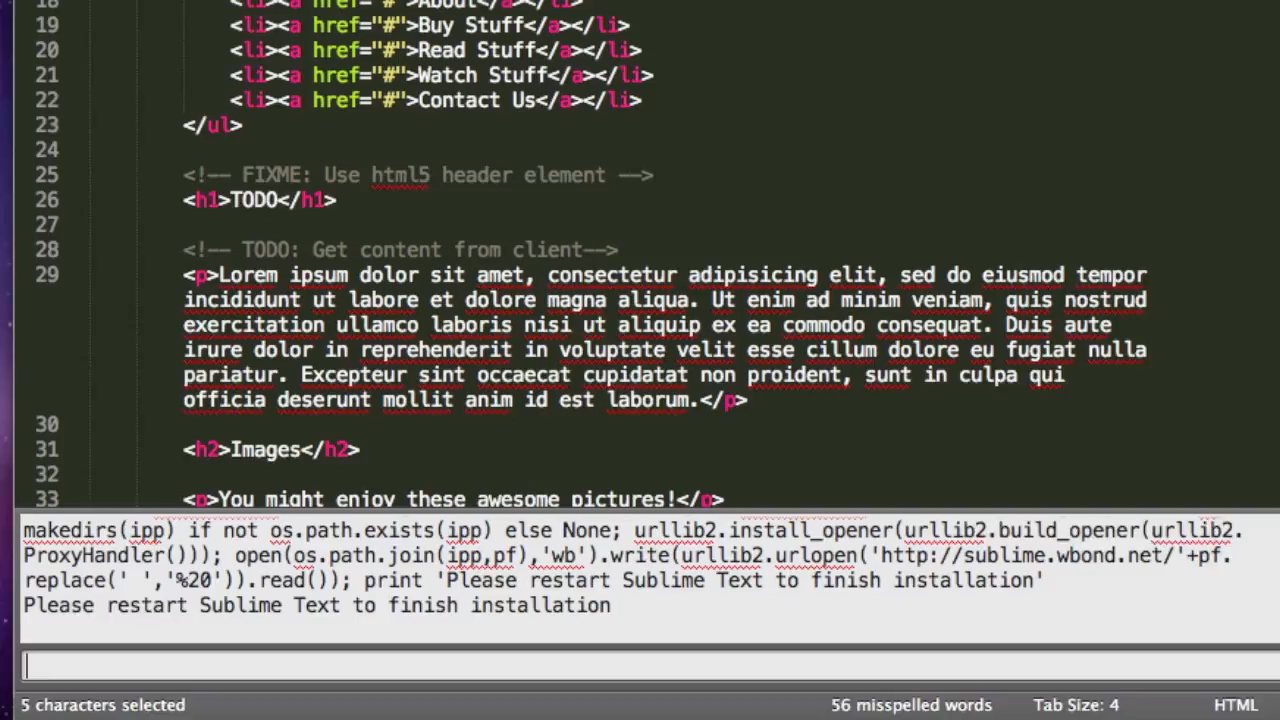 18 <li><a href="#">About</a></li>
19 <li><a href="#">Buy Stuff</a></li>
20 <li><a href="#">Read Stuff</a></li>
21 <li><a href="#">Watch Stuff</a></li>
22 <li><a href="#">Contact Us</a></li>
23 </ul>
24
25 <!-- FIXME: Use html5 header element -->
26 <h1>TODO</h1>
27
28 <!-- TODO: Get content from client-->
29 <p>Lorem ipsum dolor sit amet, consectetur adipisicing elit, sed do eiusmod tempor
incididunt ut labore et dolore magna aliqua. Ut enim ad minim veniam, quis nostrud
exercitation ullamco laboris nisi ut aliquip ex ea commodo consequat. Duis aute
irure dolor in reprehenderit in voluptate velit esse cillum dolore eu fugiat nulla
pariatur. Excepteur sint occaecat cupidatat non proident, sunt in culpa qui
officia deserunt mollit anim id est laborum.</p>
30
31 <h2>Images</h2>
32
33 <p>You might enjoy these awesome pictures!</p>
makedirs(ipp) if not os.path.exists(ipp) else None; urllib2.install_opener(urllib2.build_opener(urllib2.
ProxyHandler())); open(os.path.join(ipp,pf),'wb').write(urllib2.urlopen('http://sublime.wbond.net/'+pf.
replace(' ','%20')).read()); print 'Please restart Sublime Text to finish installation'
Please restart Sublime Text to finish installation
5 characters selected 56 misspelled words Tab Size: 4 HTML